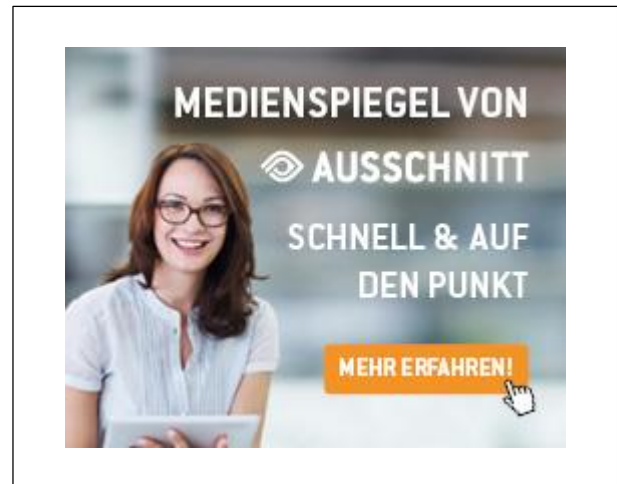 MEDIENSPIEGEL VON
AUSSCHNITT
SCHNELL & AUF
DEN PUNKT
MEHR ERFAHREN!